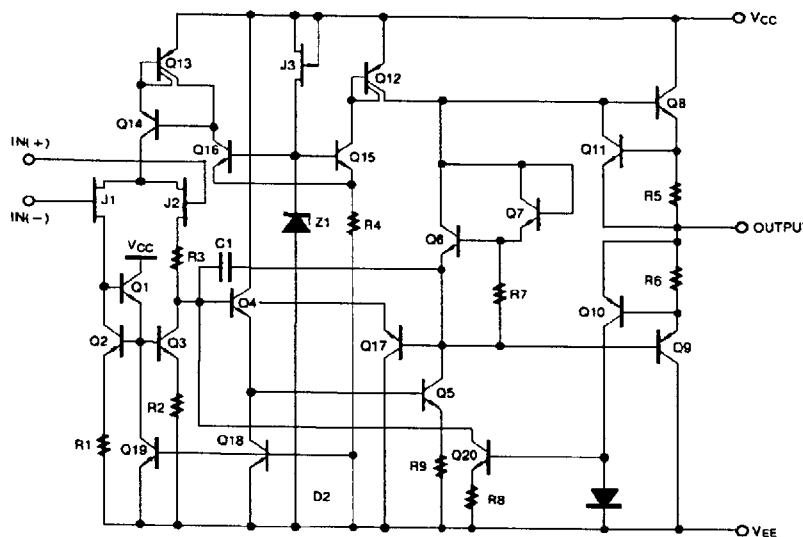 VCC
Q13
J3
Q12
Q8
Q14
IN(+)
Q16
Q15
Q11
J1
J2
Q7
R5
IN(-)
Z1
R4
Q6
OUTPUT
VCC
R3
C1
R6
Q1
R7
Q10
Q2
Q3
Q4
Q17
Q9
Q5
R2
R1
Q19
Q18
R9
Q20
D2
R8
VEE